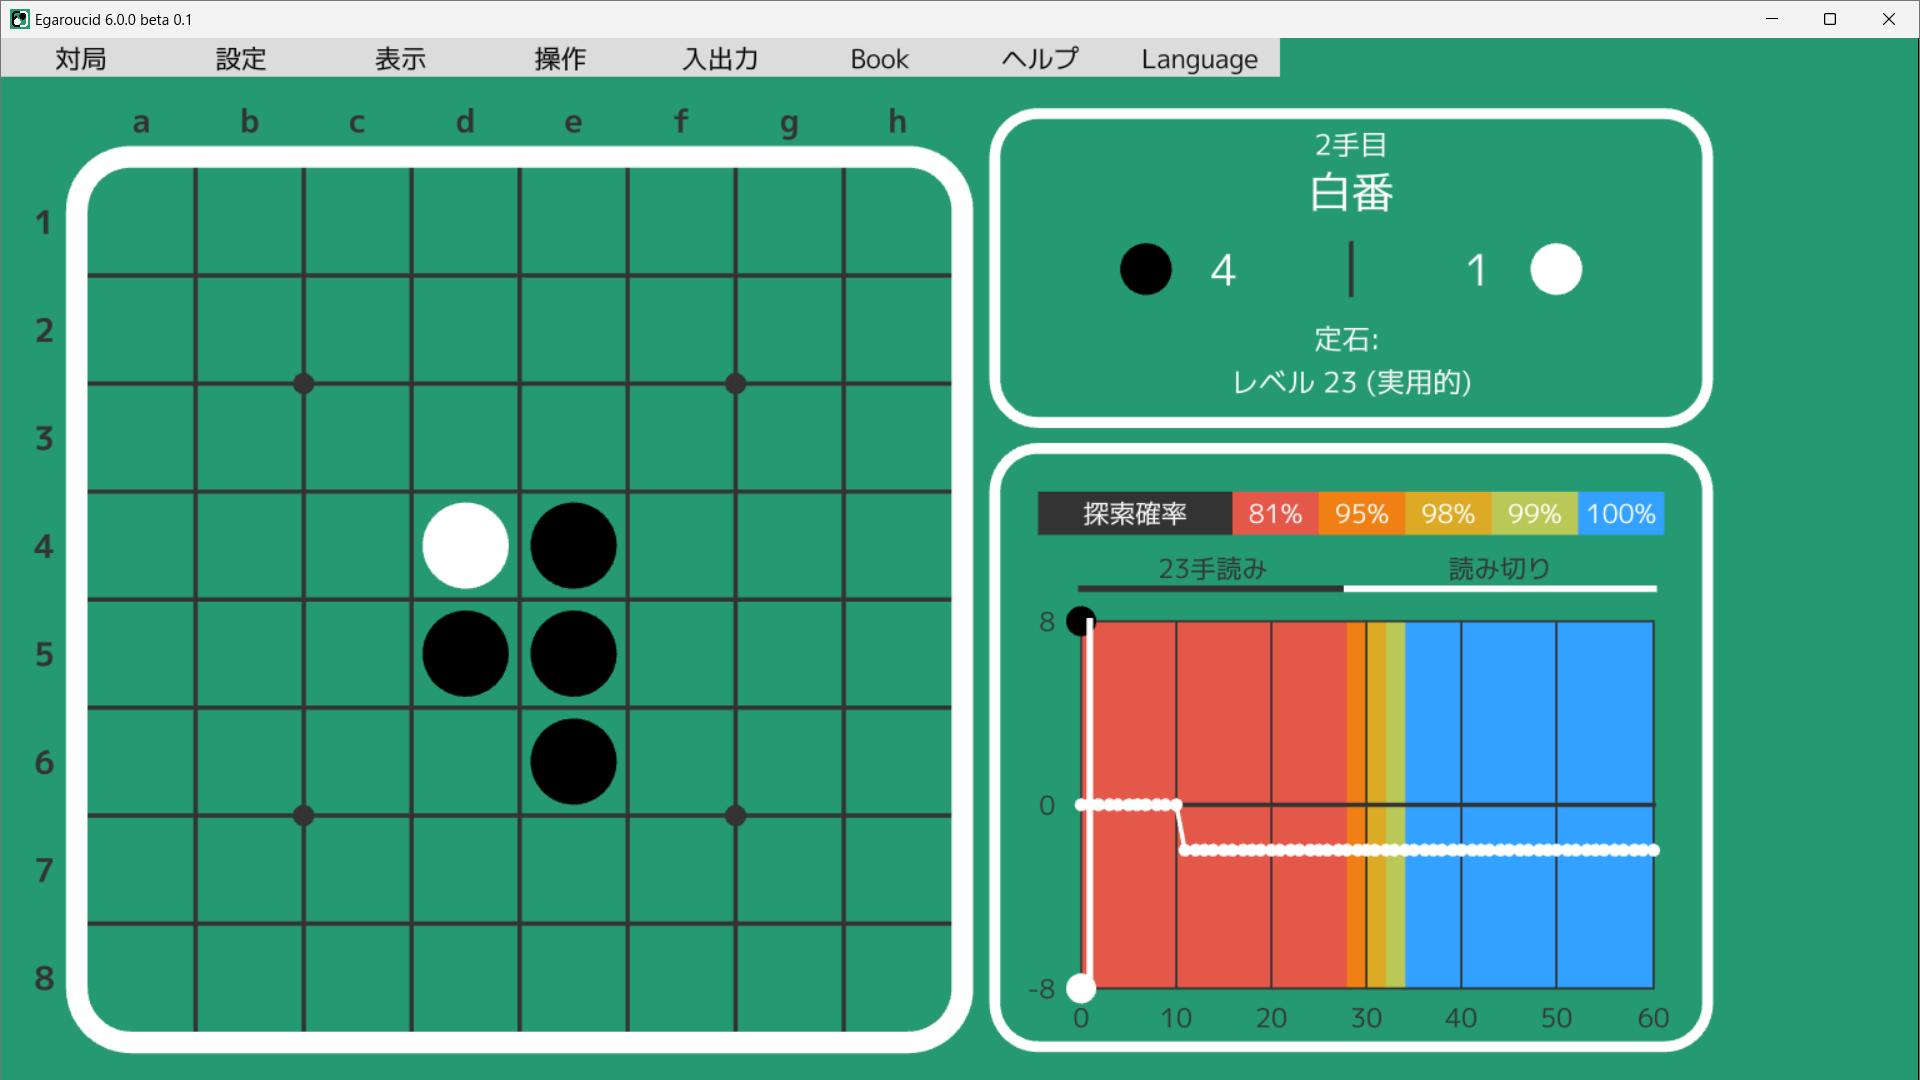 Egaroucid 6.0.0 beta 0.1
対局 設定 表示 操作 入出力 Book ヘルプ Language
a b c d e f g h
1
2
3
4
5
6
7
8
2手目
白番
4 1
定石:
レベル 23 (実用的)
探索確率 81% 95% 98% 99% 100%
23手読み 読み切り
8
0
-8
0 10 20 30 40 50 60